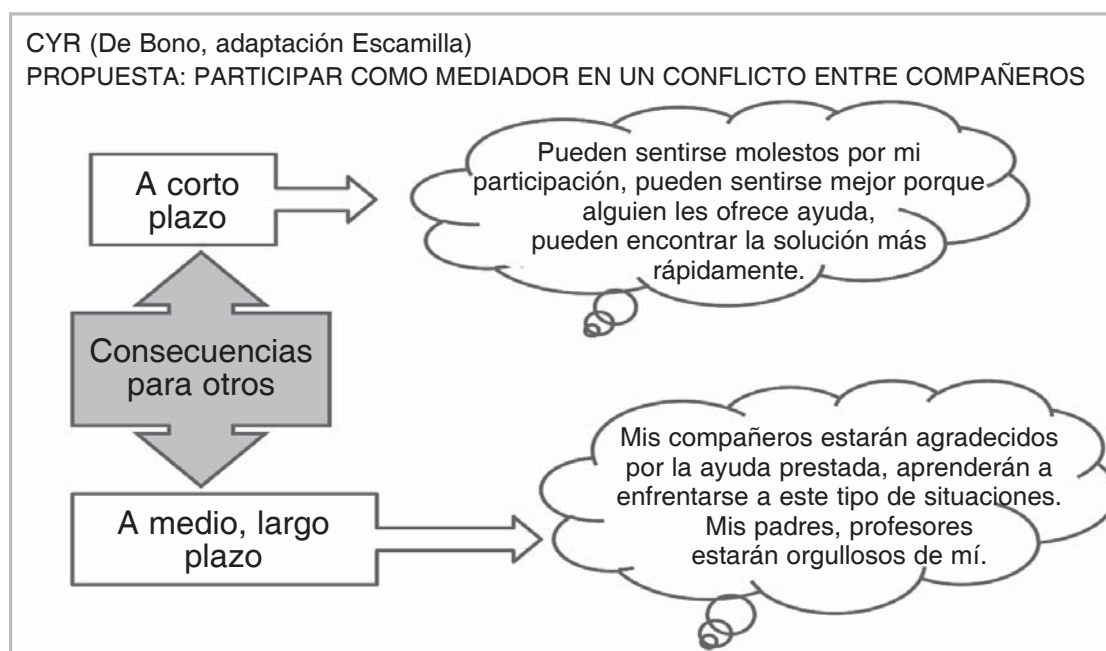 CYR (De Bono, adaptación Escamilla)
PROPUESTA: PARTICIPAR COMO MEDIADOR EN UN CONFLICTO ENTRE COMPAÑEROS
A corto
plazo
Pueden sentirse molestos por mi
participación, pueden sentirse mejor porque
alguien les ofrece ayuda,
pueden encontrar la solución más
rápidamente.
Consecuencias
para otros
A medio, largo
plazo
Mis compañeros estarán agradecidos
por la ayuda prestada, aprenderán a
enfrentarse a este tipo de situaciones.
Mis padres, profesores
estarán orgullosos de mí.